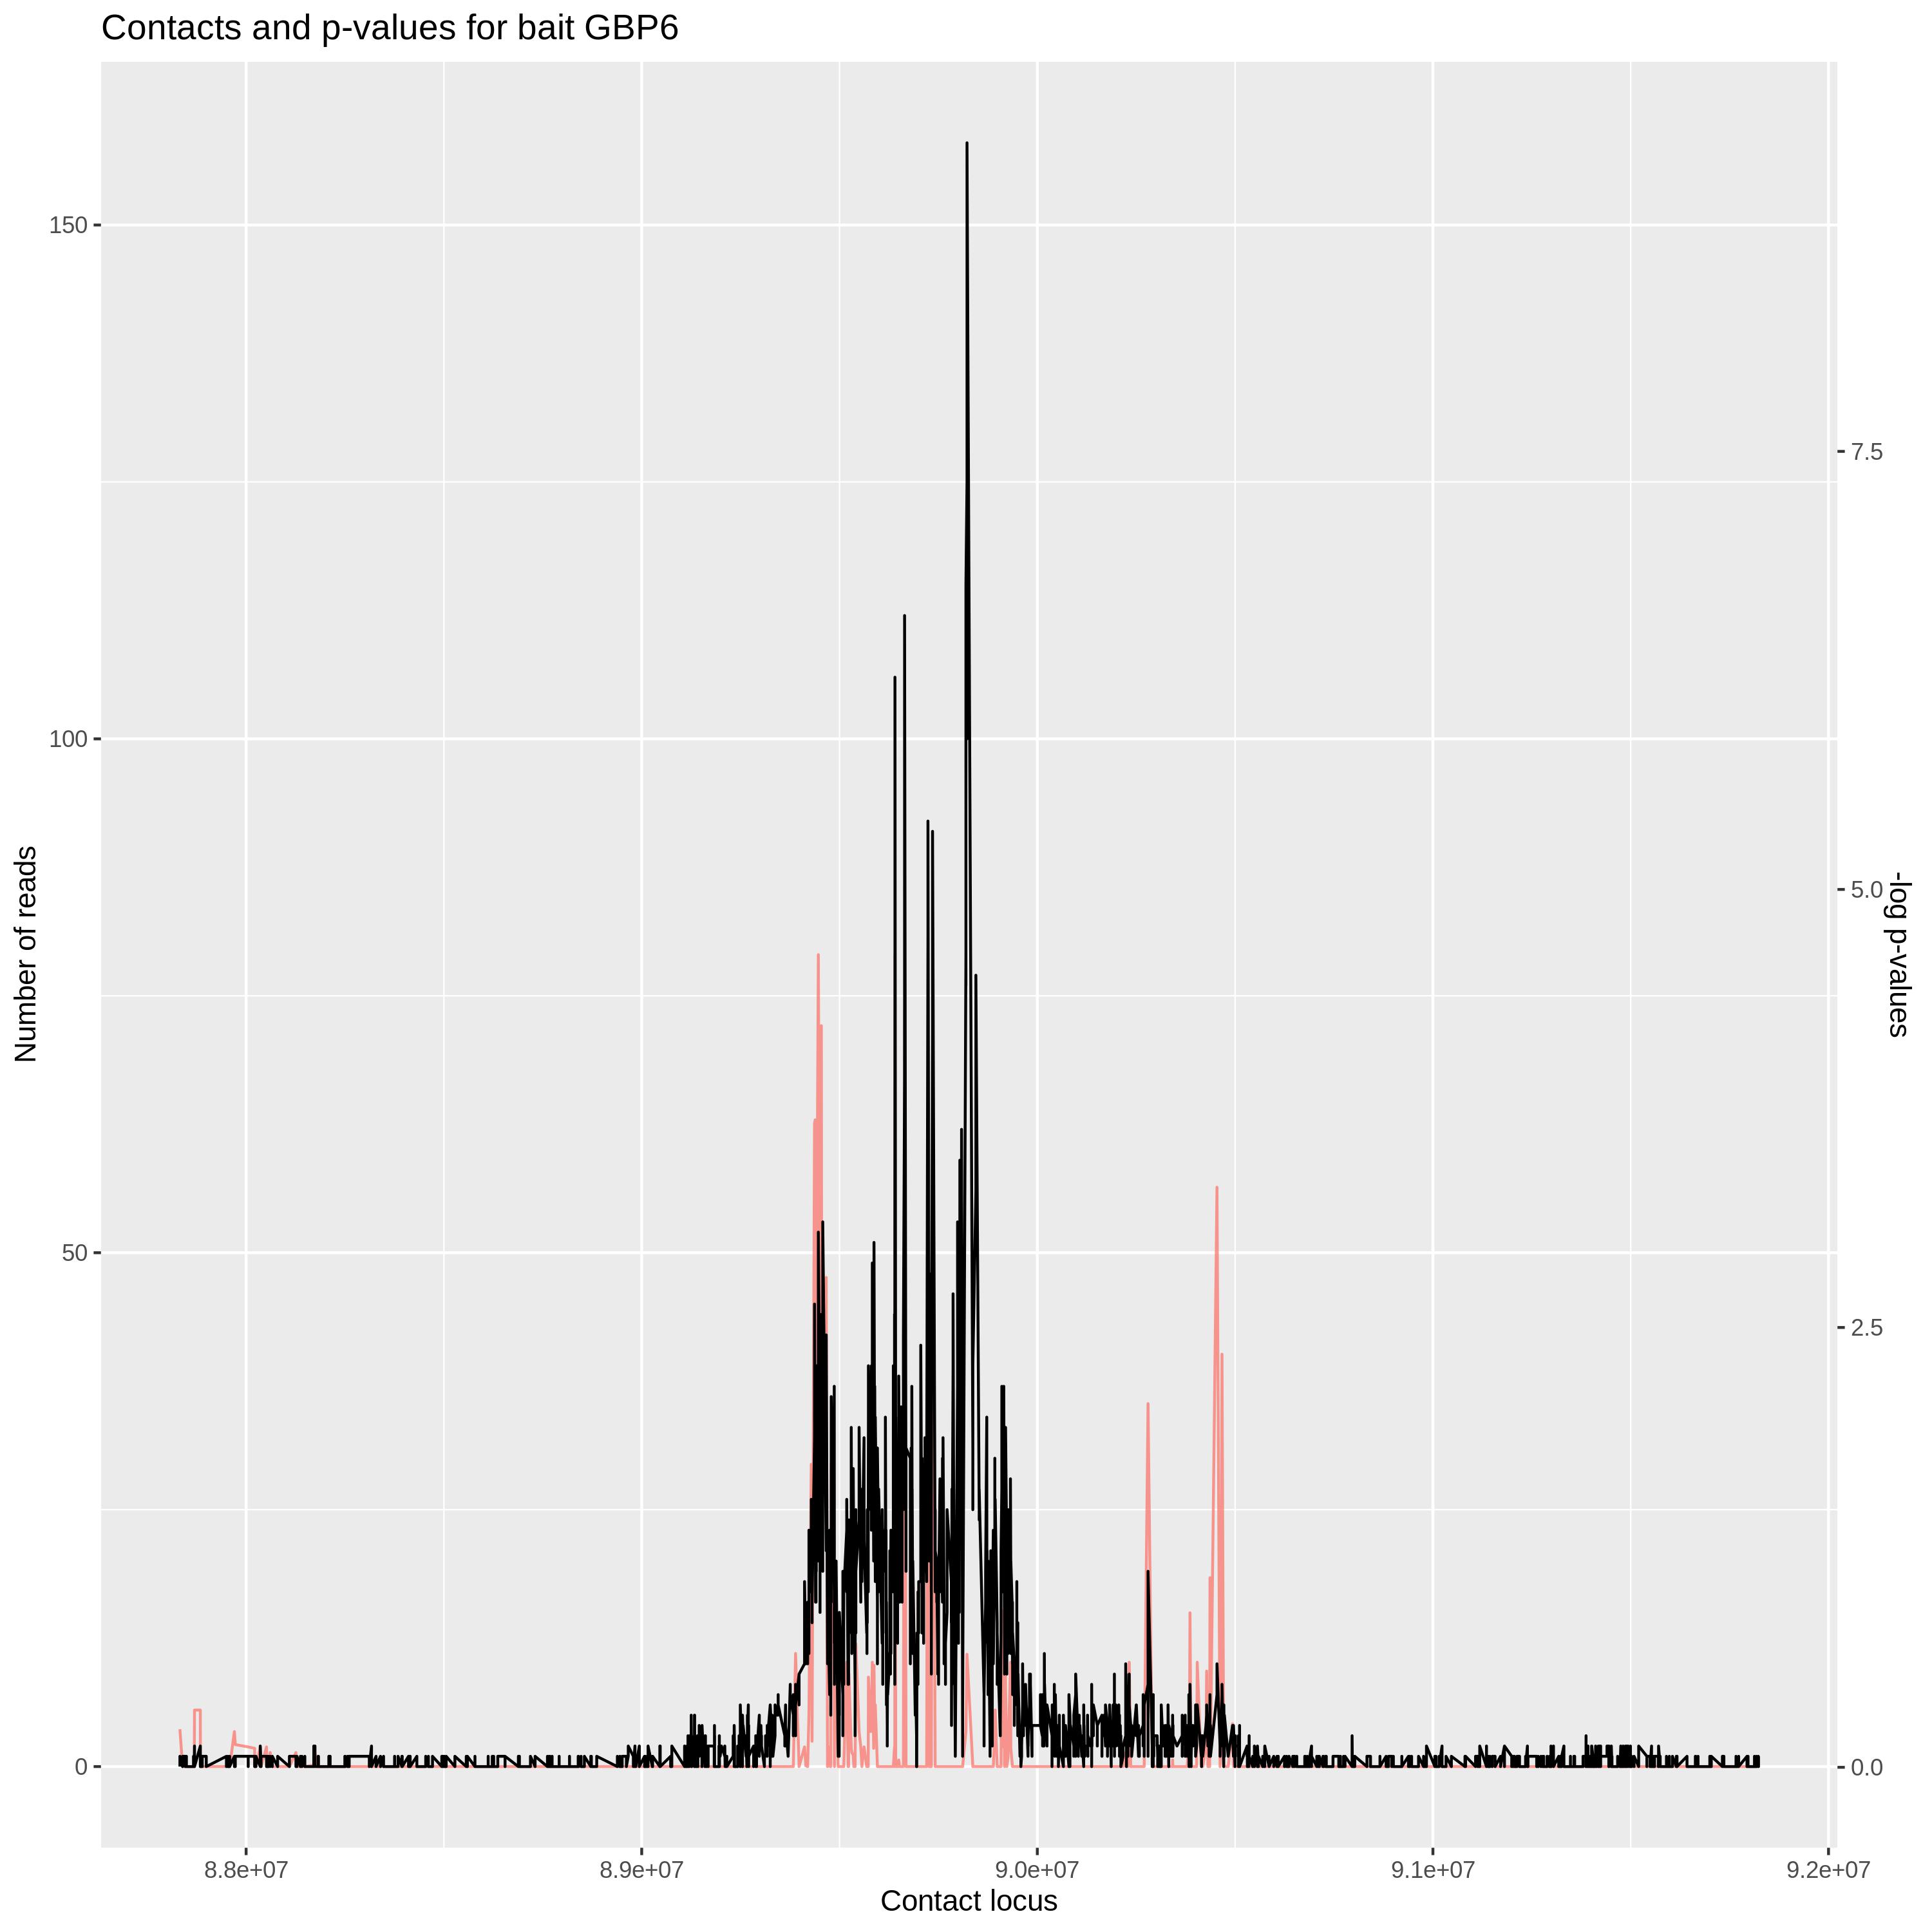 Contacts and p-values for bait GBP6
150
100
50
0
Number of reads
7.5
5.0
2.5
0.0
-log p-values
8.8e+07
8.9e+07
9.0e+07
9.1e+07
9.2e+07
Contact locus